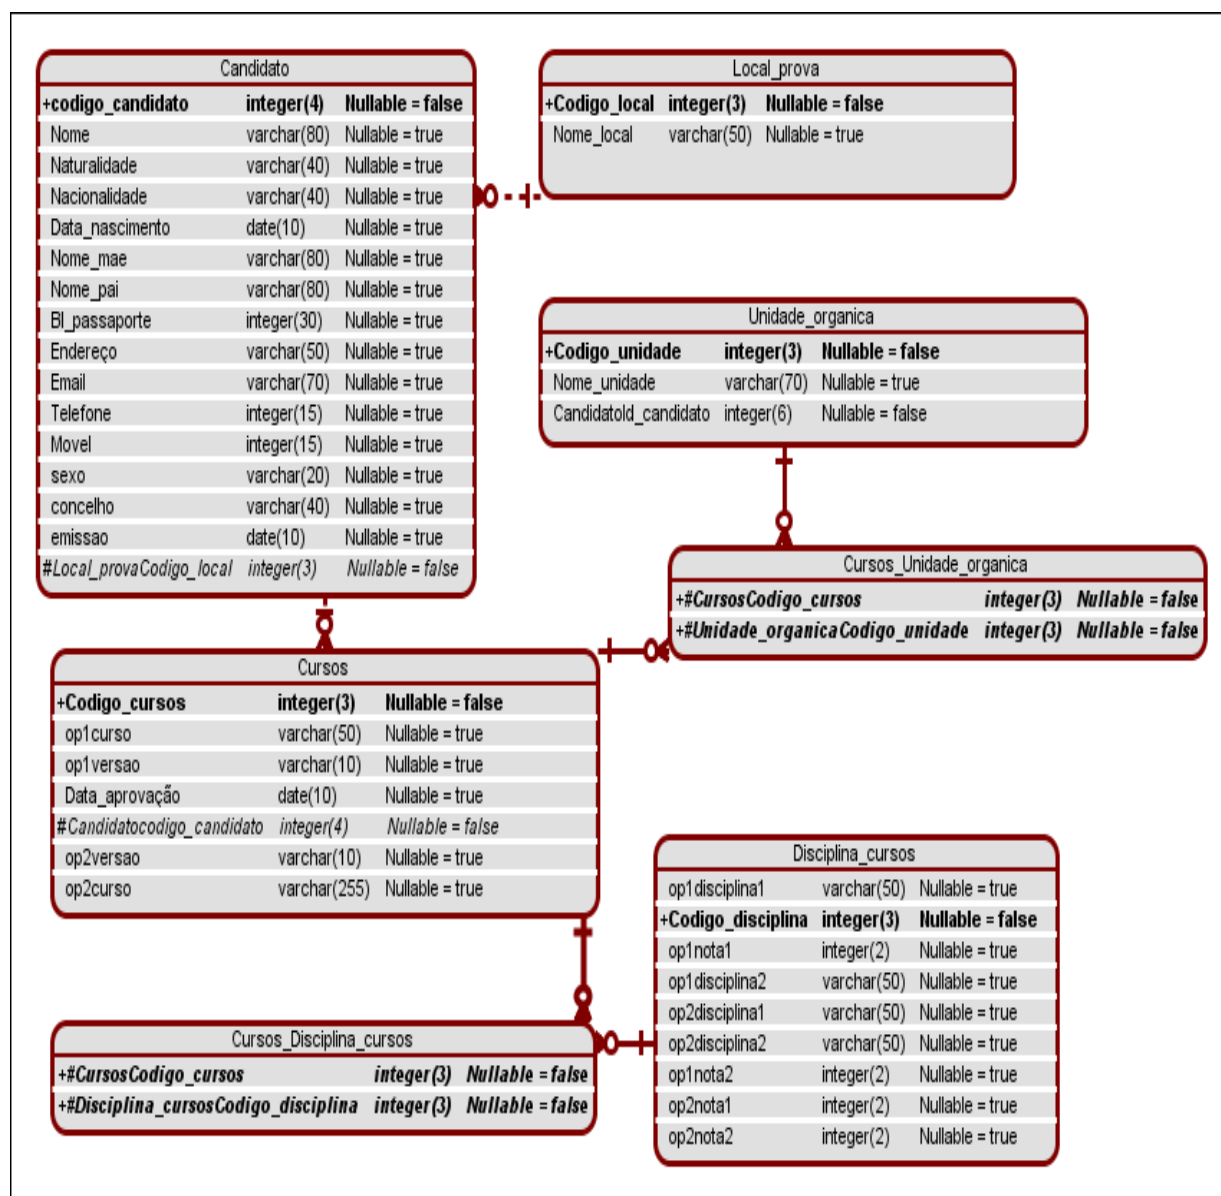 Candidato
+codigo_candidato integer(4) Nullable = false
Nome varchar(80) Nullable = true
Naturalidade varchar(40) Nullable = true
Nacionalidade varchar(40) Nullable = true
Data_nascimento date(10) Nullable = true
Nome_mae varchar(80) Nullable = true
Nome_pai varchar(80) Nullable = true
BI_passaporte integer(30) Nullable = true
Endereço varchar(50) Nullable = true
Email varchar(70) Nullable = true
Telefone integer(15) Nullable = true
Movel integer(15) Nullable = true
sexo varchar(20) Nullable = true
concelho varchar(40) Nullable = true
emissao date(10) Nullable = true
#Local_provaCodigo_local integer(3) Nullable = false
Local_prova
+Codigo_local integer(3) Nullable = false
Nome_local varchar(50) Nullable = true
Unidade_organica
+Codigo_unidade integer(3) Nullable = false
Nome_unidade varchar(70) Nullable = true
CandidatoId_candidato integer(6) Nullable = false
Cursos_Unidade_organica
+#CursosCodigo_cursos integer(3) Nullable = false
+#Unidade_organicaCodigo_unidade integer(3) Nullable = false
Cursos
+Codigo_cursos integer(3) Nullable = false
op1curso varchar(50) Nullable = true
op1versao varchar(10) Nullable = true
Data_aprovação date(10) Nullable = true
#Candidatocodigo_candidato integer(4) Nullable = false
op2versao varchar(10) Nullable = true
op2curso varchar(255) Nullable = true
Disciplina_cursos
op1disciplina1 varchar(50) Nullable = true
+Codigo_disciplina integer(3) Nullable = false
op1nota1 integer(2) Nullable = true
op1disciplina2 varchar(50) Nullable = true
op2disciplina1 varchar(50) Nullable = true
op2disciplina2 varchar(50) Nullable = true
op1nota2 integer(2) Nullable = true
op2nota1 integer(2) Nullable = true
op2nota2 integer(2) Nullable = true
Cursos_Disciplina_cursos
+#CursosCodigo_cursos integer(3) Nullable = false
+#Disciplina_cursosCodigo_disciplina integer(3) Nullable = false